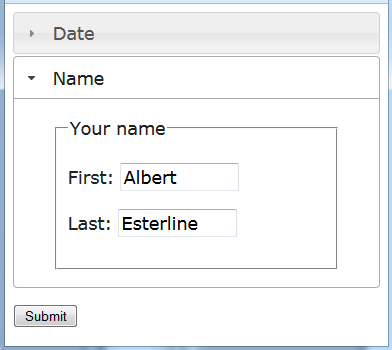 Date
Name
Your name
First: Albert
Last: Esterline
Submit